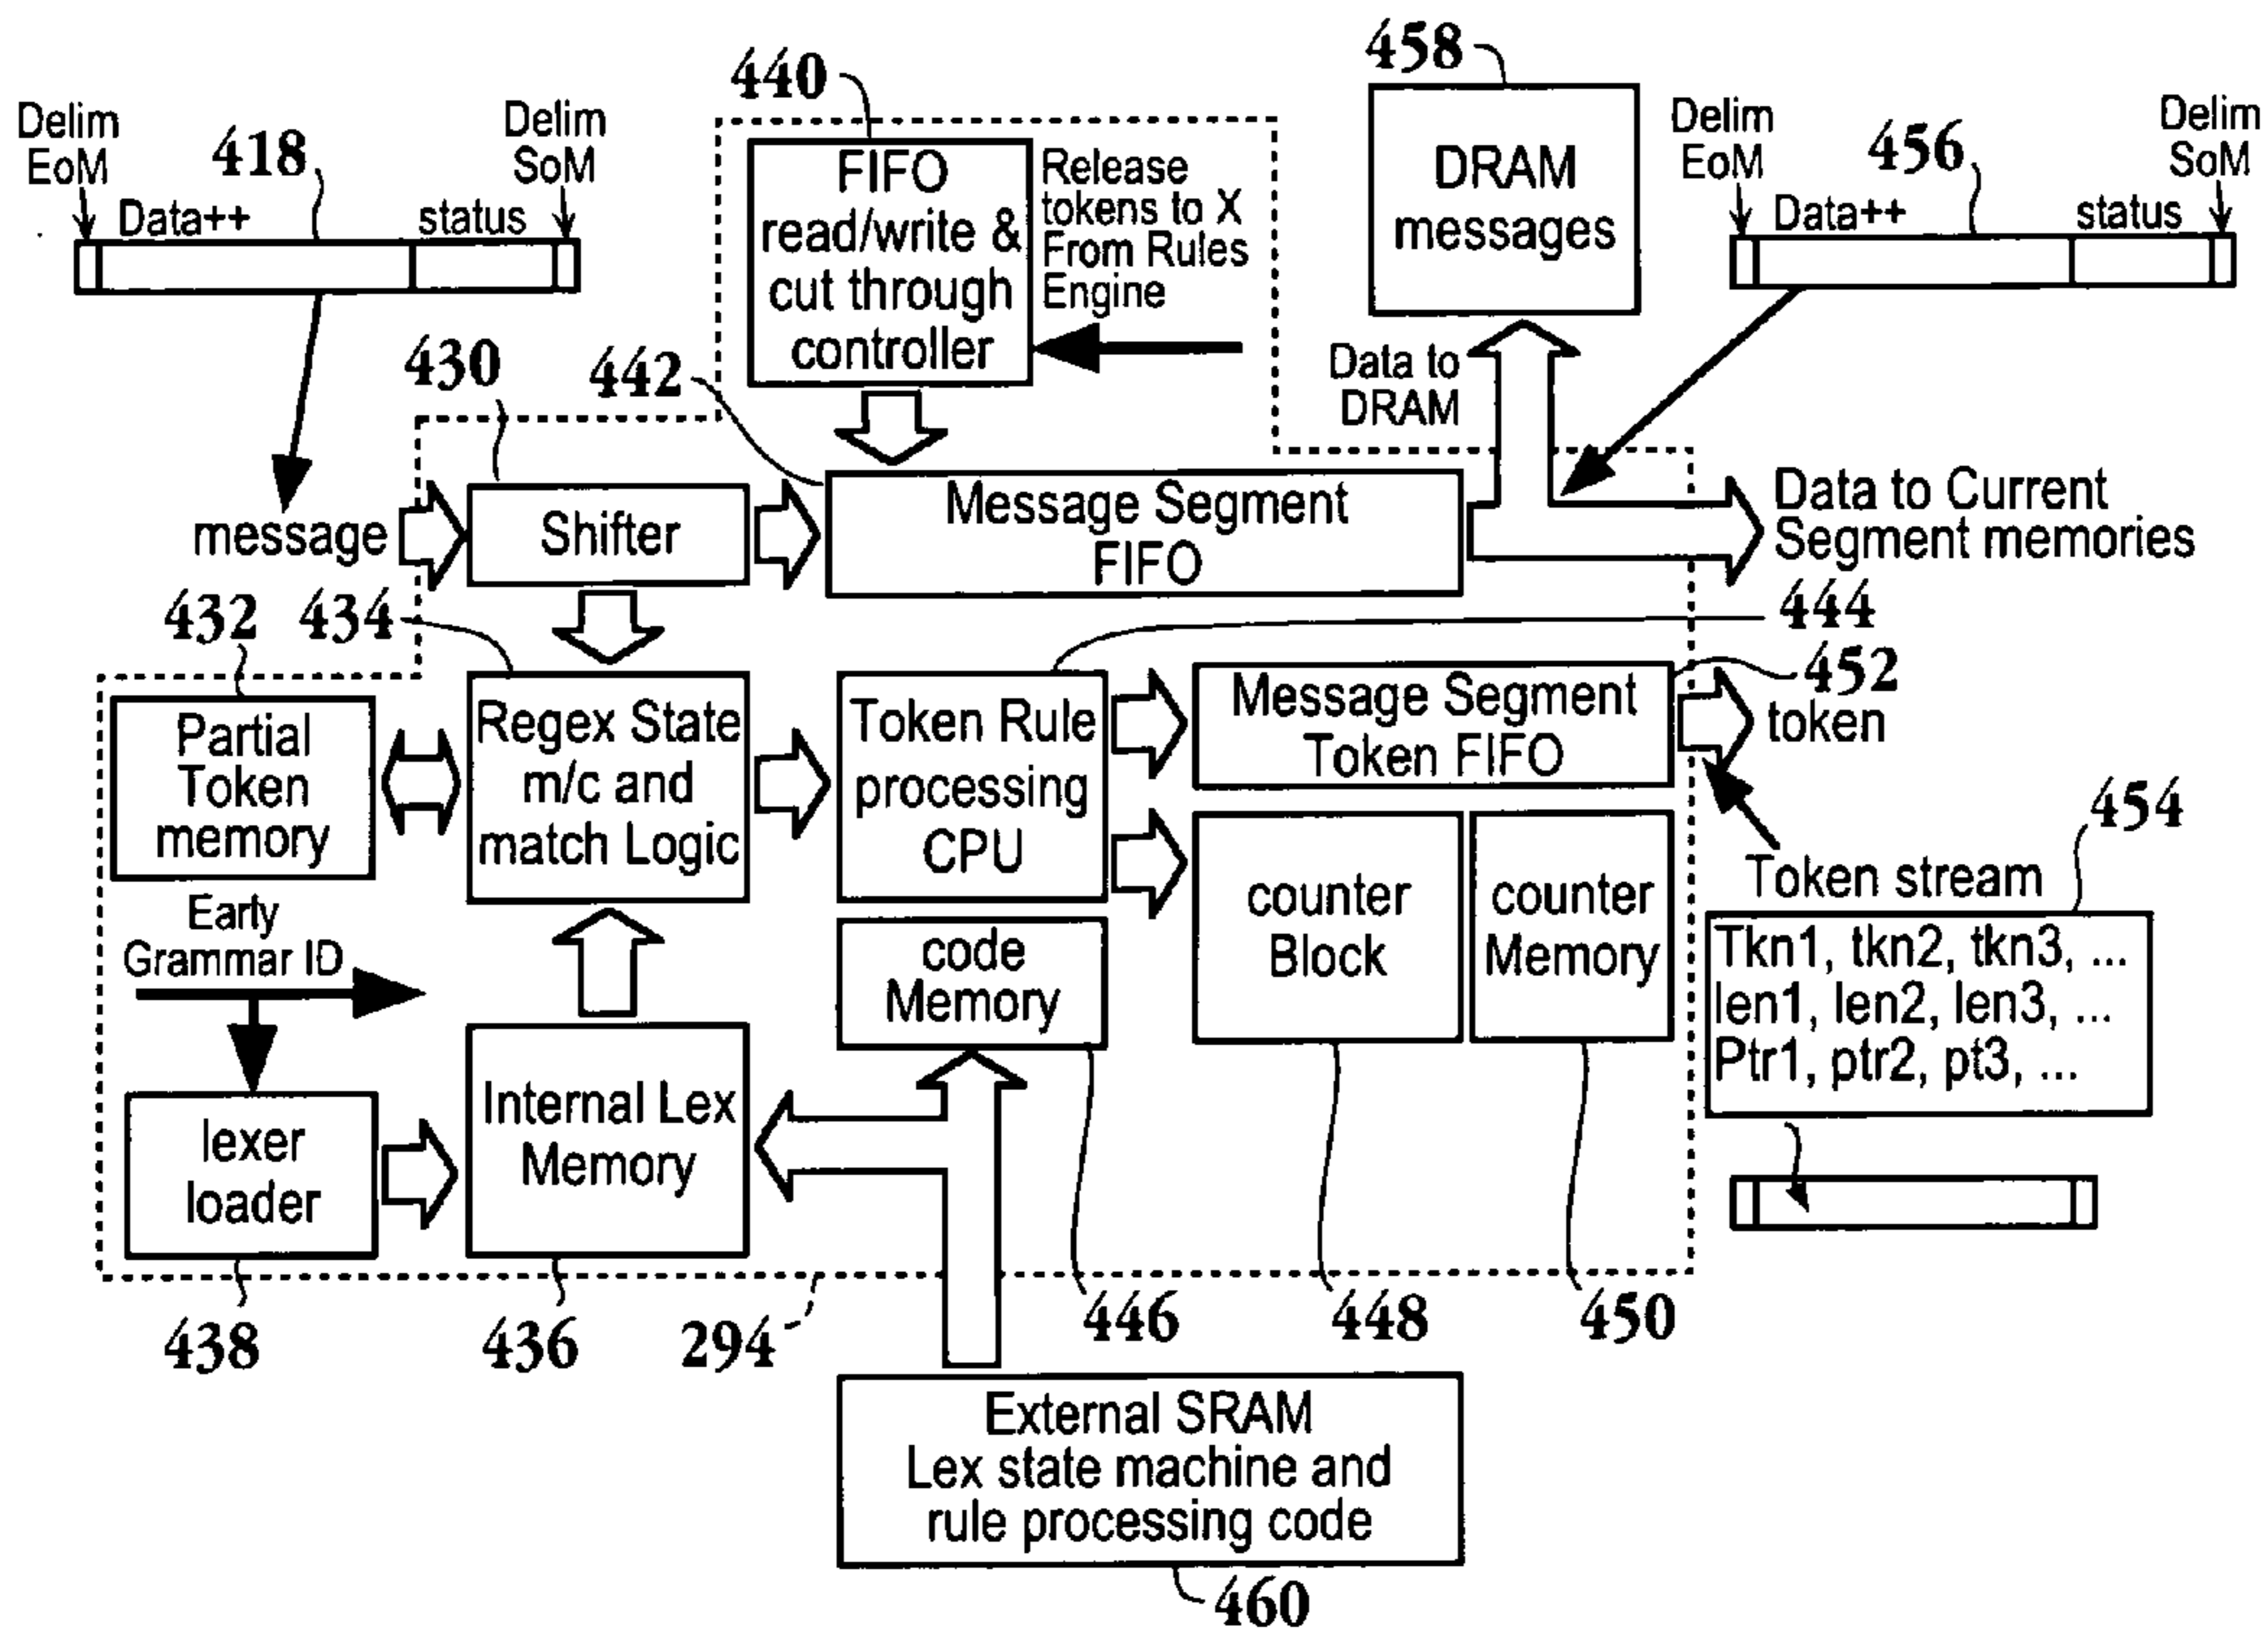 458
440
Delim
EoM
418
Delim
SoM
Data++
status
FIFO
read/write &
cut through
controller
Release
tokens to X
From Rules
Engine
DRAM
messages
Delim
EoM
456
Delim
SoM
Data++
status
430
442
Data to
DRAM
message
Shifter
Message Segment
FIFO
Data to Current
Segment memories
432
434
444
452
Partial
Token
memory
Regex State
m/c and
match Logic
Token Rule
processing
CPU
Message Segment
Token FIFO
token
454
Early
Grammar ID
code
Memory
counter
Block
counter
Memory
Token stream
Tkn1, tkn2, tkn3, ...
len1, len2, len3, ...
Ptr1, ptr2, pt3, ...
lexer
loader
Internal Lex
Memory
438
436
294
446
448
450
External SRAM
Lex state machine and
rule processing code
460